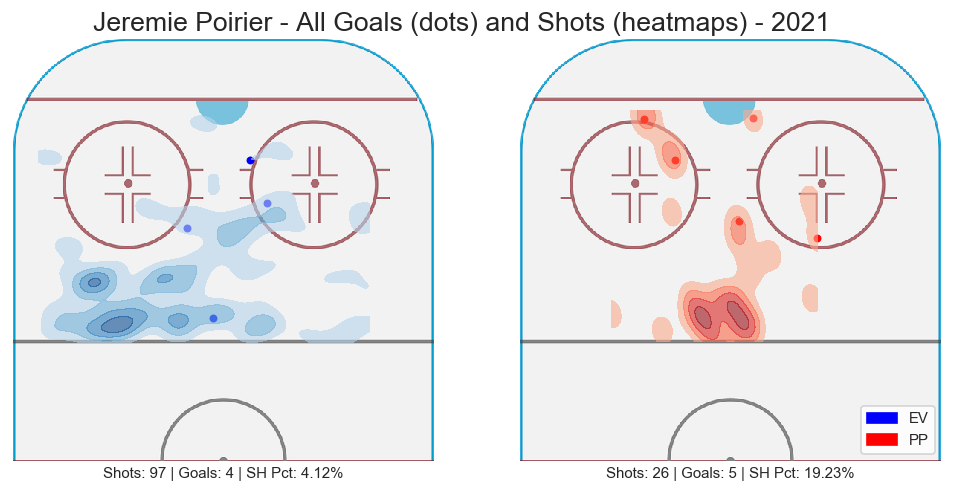 Jeremie Poirier - All Goals (dots) and Shots (heatmaps) - 2021
EV
PP
Shots: 97 | Goals: 4 | SH Pct: 4.12%
Shots: 26 | Goals: 5 | SH Pct: 19.23%